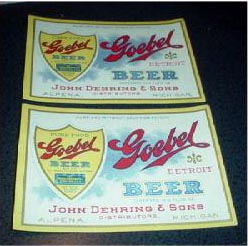 Goebel
BEER
Goebel
DETROIT
BEER
JOHN DEHRING & SONS
DISTRIBUTORS
ALPENA, MICHIGAN
PURE FOOD
Goebel
BEER
Goebel
DETROIT
BEER
JOHN DEHRING & SONS
DISTRIBUTORS
ALPENA, MICHIGAN